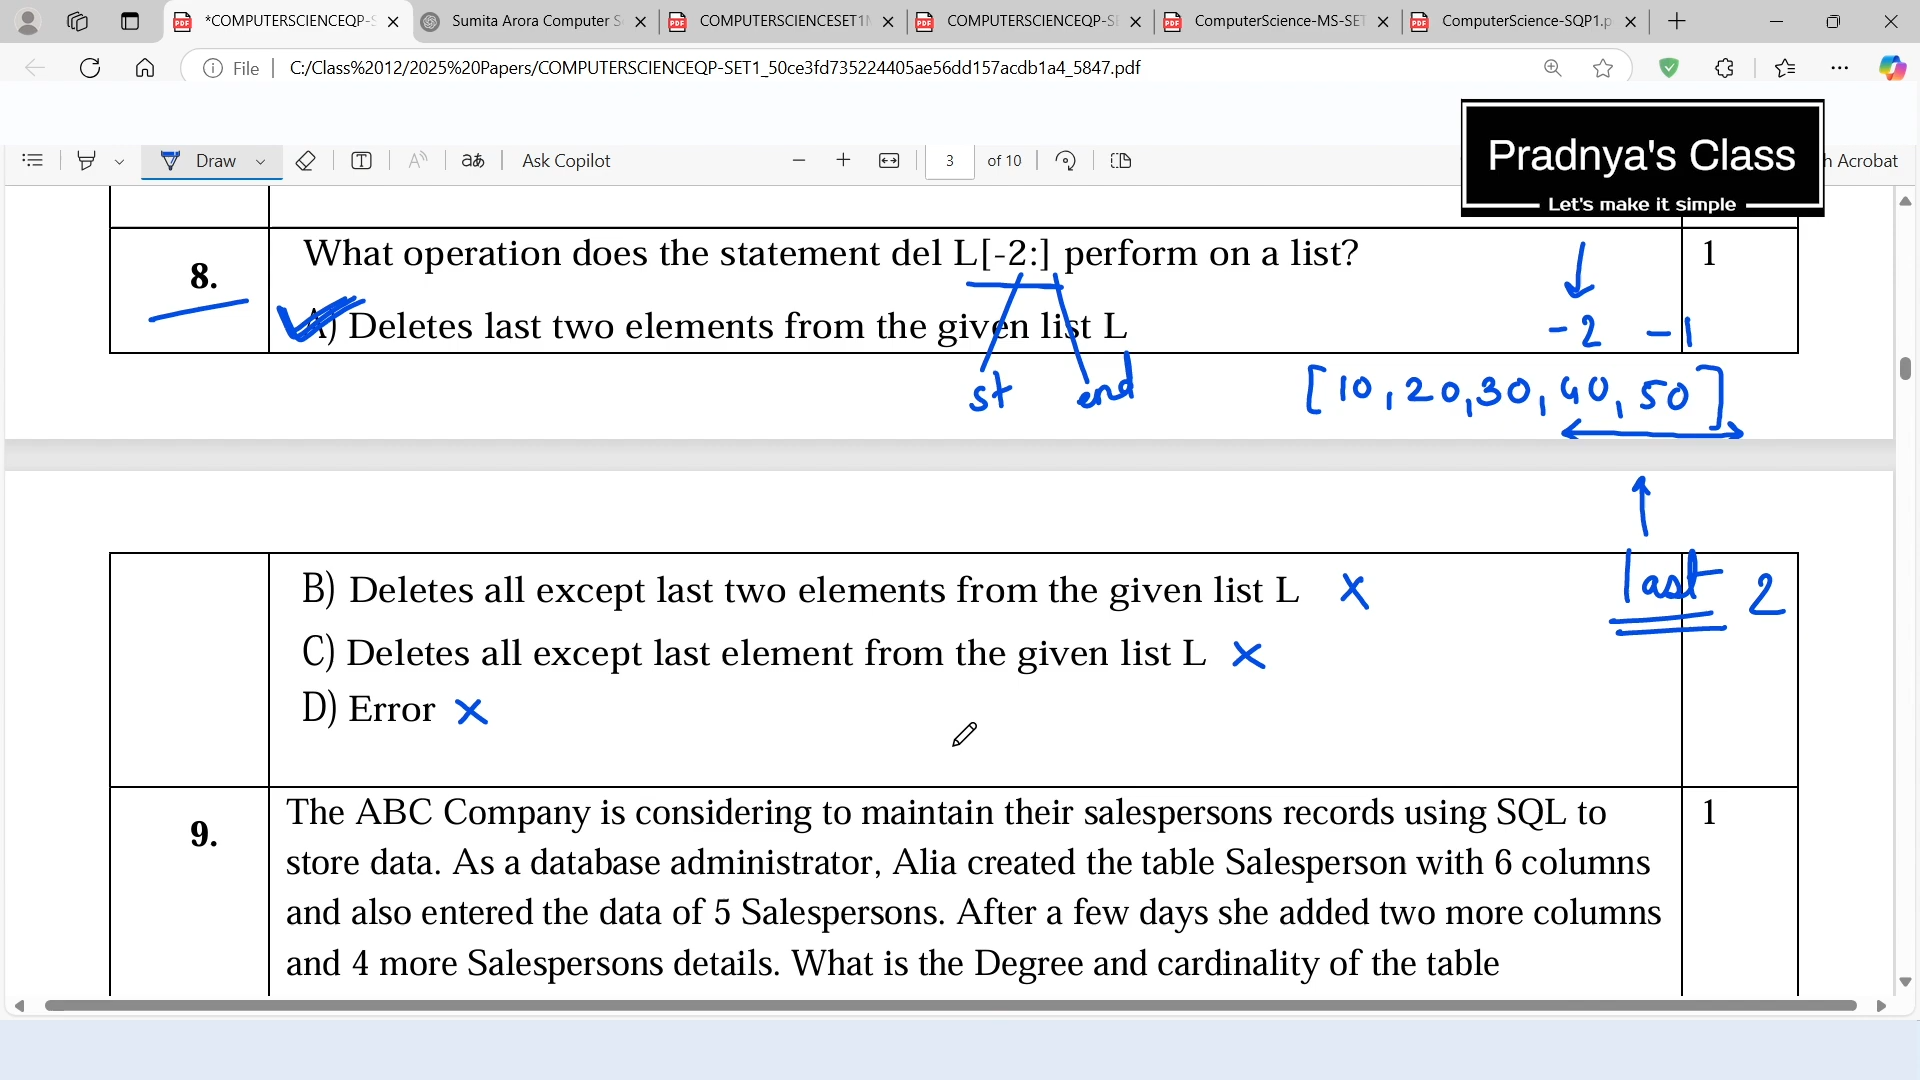 *COMPUTERSCIENCEQP-S
Sumita Arora Computer S
COMPUTERSCIENCESET1
COMPUTERSCIENCEQP-SE
ComputerScience-MS-SET
ComputerScience-SQP1.p
File
C:/Class%2012/2025%20Papers/COMPUTERSCIENCEQP-SET1_50ce3fd735224405ae56dd157acdb1a4_5847.pdf
Pradnya's Class
Let's make it simple
Draw
T
aあ
Ask Copilot
3
of 10
h Acrobat
8.
What operation does the statement del L[-2:] perform on a list?
1
A) Deletes last two elements from the given list L
-2 -1
st end
[10,20,30,40,50]
B) Deletes all except last two elements from the given list L x
last 2
C) Deletes all except last element from the given list L x
D) Error x
9.
The ABC Company is considering to maintain their salespersons records using SQL to
1
store data. As a database administrator, Alia created the table Salesperson with 6 columns
and also entered the data of 5 Salespersons. After a few days she added two more columns
and 4 more Salespersons details. What is the Degree and cardinality of the table